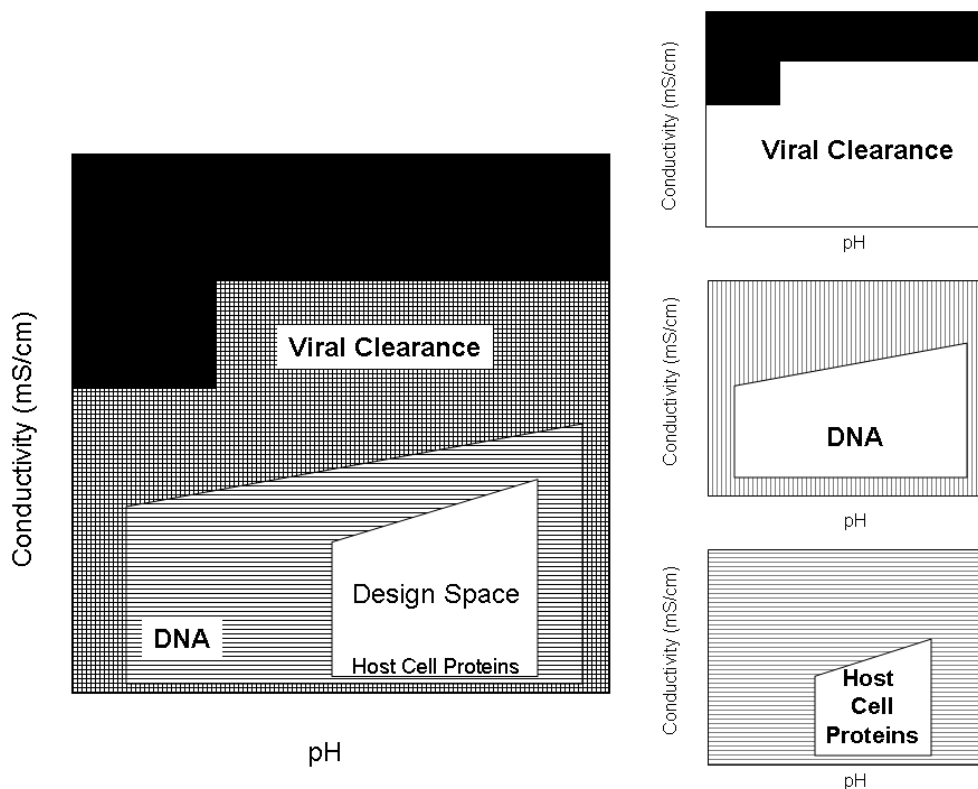 Conductivity (mS/cm)
Viral Clearance
Design Space
DNA
Host Cell Proteins
pH
Conductivity (mS/cm)
Viral Clearance
pH
Conductivity (mS/cm)
DNA
pH
Conductivity (mS/cm)
Host
Cell
Proteins
pH